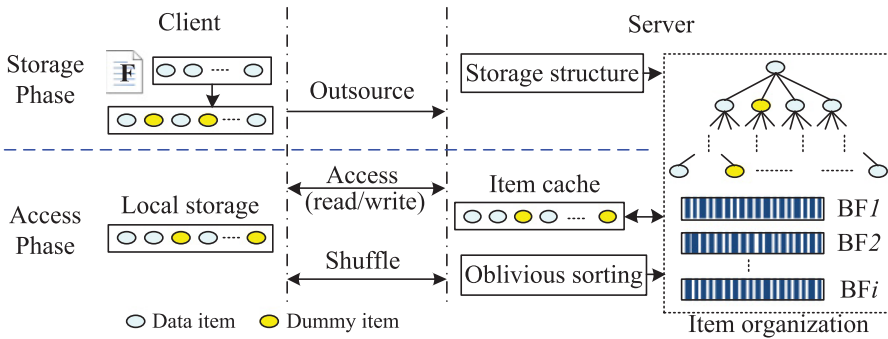 Client
Server
Storage
Phase
F
Outsource
Storage structure
Access
(read/write)
Item cache
Access
Phase
Local storage
BF1
BF2
Shuffle
Oblivious sorting
BFi
Data item
Dummy item
Item organization